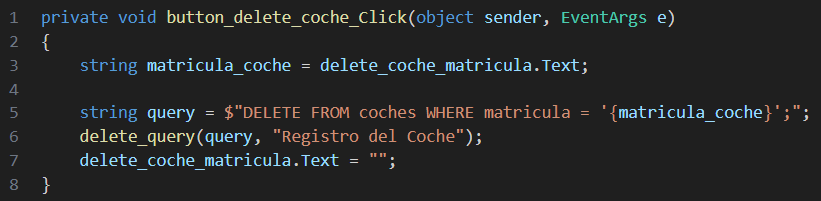 1 private void button_delete_coche_Click(object sender, EventArgs e)
2 {
3     string matricula_coche = delete_coche_matricula.Text;
4
5     string query = $"DELETE FROM coches WHERE matricula = '{matricula_coche}';";
6     delete_query(query, "Registro del Coche");
7     delete_coche_matricula.Text = "";
8 }